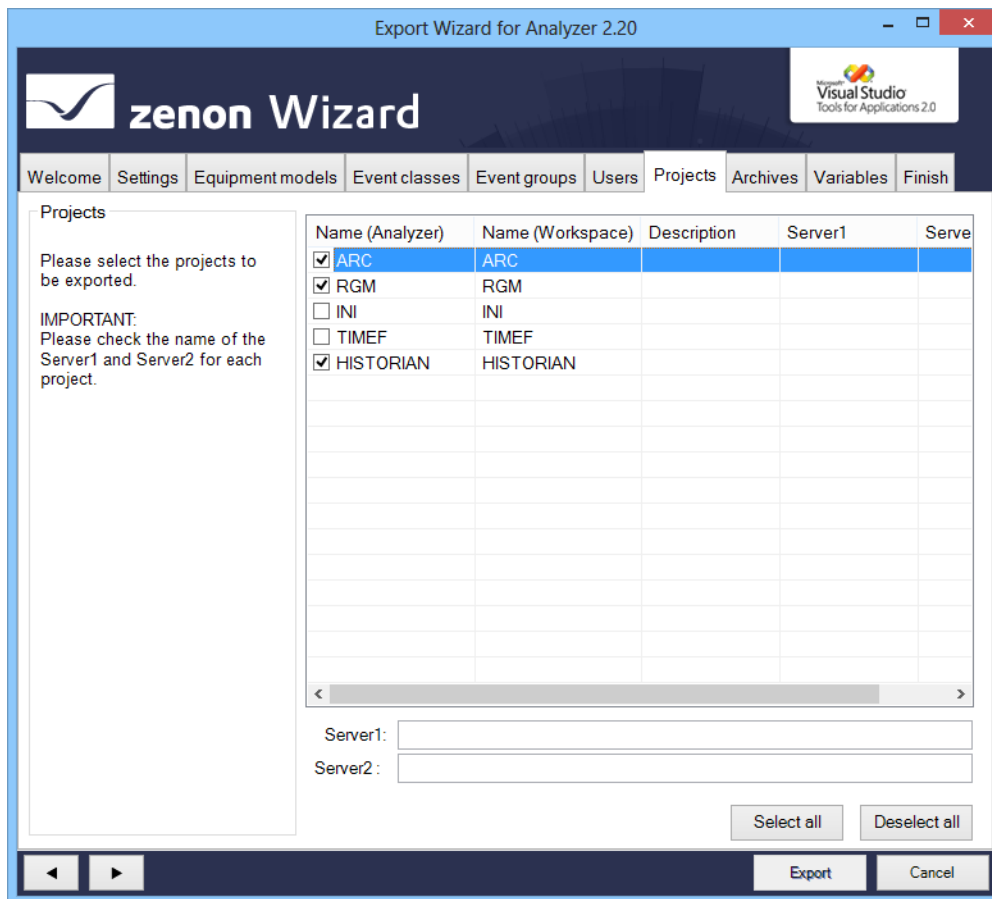 Export Wizard for Analyzer 2.20
zenon Wizard
Microsoft
Visual Studio
Tools for Applications 2.0
Welcome Settings Equipment models Event classes Event groups Users Projects Archives Variables Finish
Projects
Please select the projects to
be exported.
IMPORTANT:
Please check the name of the
Server1 and Server2 for each
project.
Name (Analyzer) Name (Workspace) Description Server1 Serve
ARC ARC
RGM RGM
INI INI
TIMEF TIMEF
HISTORIAN HISTORIAN
Server1:
Server2 :
Select all Deselect all
Export Cancel